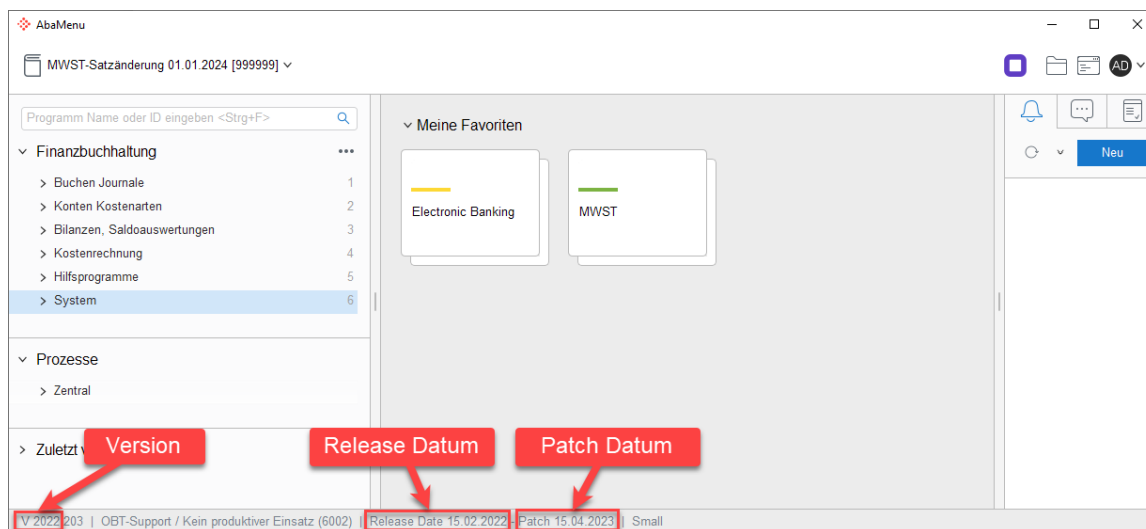 AbaMenu
MWST-Satzänderung 01.01.2024 [999999]
AD
Programm Name oder ID eingeben <Strg+F>
Finanzbuchhaltung
Buchen Journale 1
Konten Kostenarten 2
Bilanzen, Saldoauswertungen 3
Kostenrechnung 4
Hilfsprogramme 5
System 6
Prozesse
Zentral
Zuletzt
Meine Favoriten
Electronic Banking
MWST
Neu
Version
Release Datum
Patch Datum
V 2022 203 | OBT-Support / Kein produktiver Einsatz (6002) | Release Date 15.02.2022 - Patch 15.04.2023 | Small